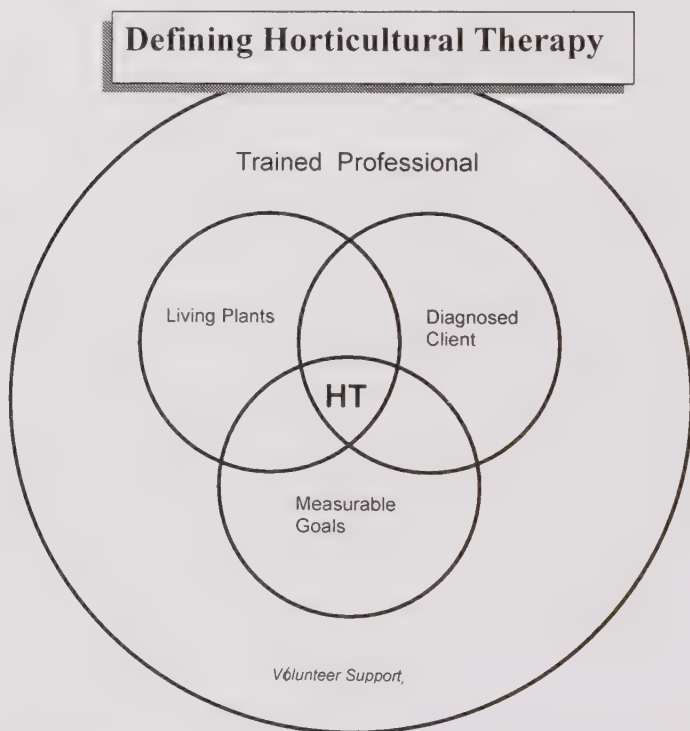 Defining Horticultural Therapy
Trained Professional
Living Plants
Diagnosed
Client
HT
Measurable
Goals
Volunteer Support,